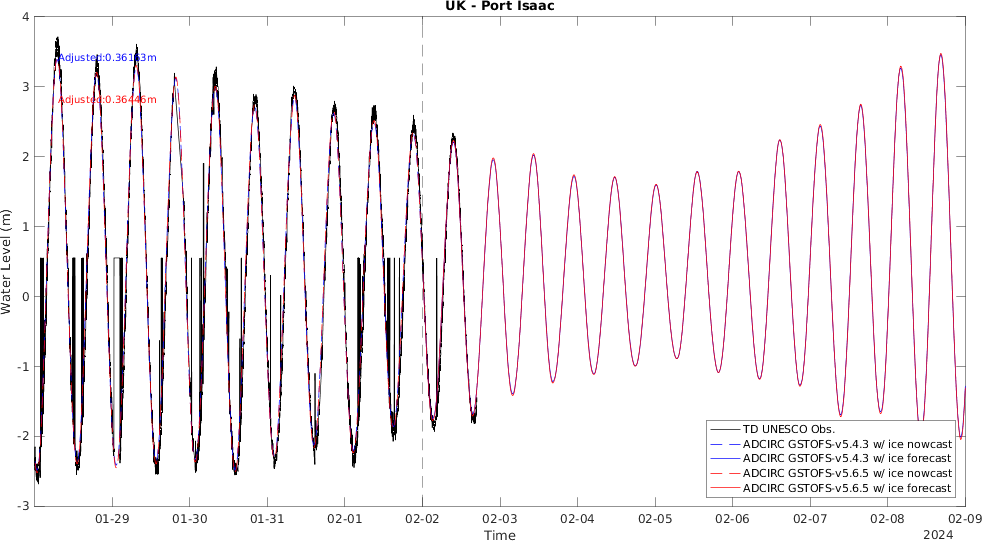 UK - Port Isaac
4
3
2
1
0
-1
-2
-3
Water Level (m)
Adjusted:0.36163m
Adjusted:0.36446m
TD UNESCO Obs.
ADCIRC GSTOFS-v5.4.3 w/ ice nowcast
ADCIRC GSTOFS-v5.4.3 w/ ice forecast
ADCIRC GSTOFS-v5.6.5 w/ ice nowcast
ADCIRC GSTOFS-v5.6.5 w/ ice forecast
01-29 01-30 01-31 02-01 02-02 02-03 02-04 02-05 02-06 02-07 02-08 02-09
Time
2024